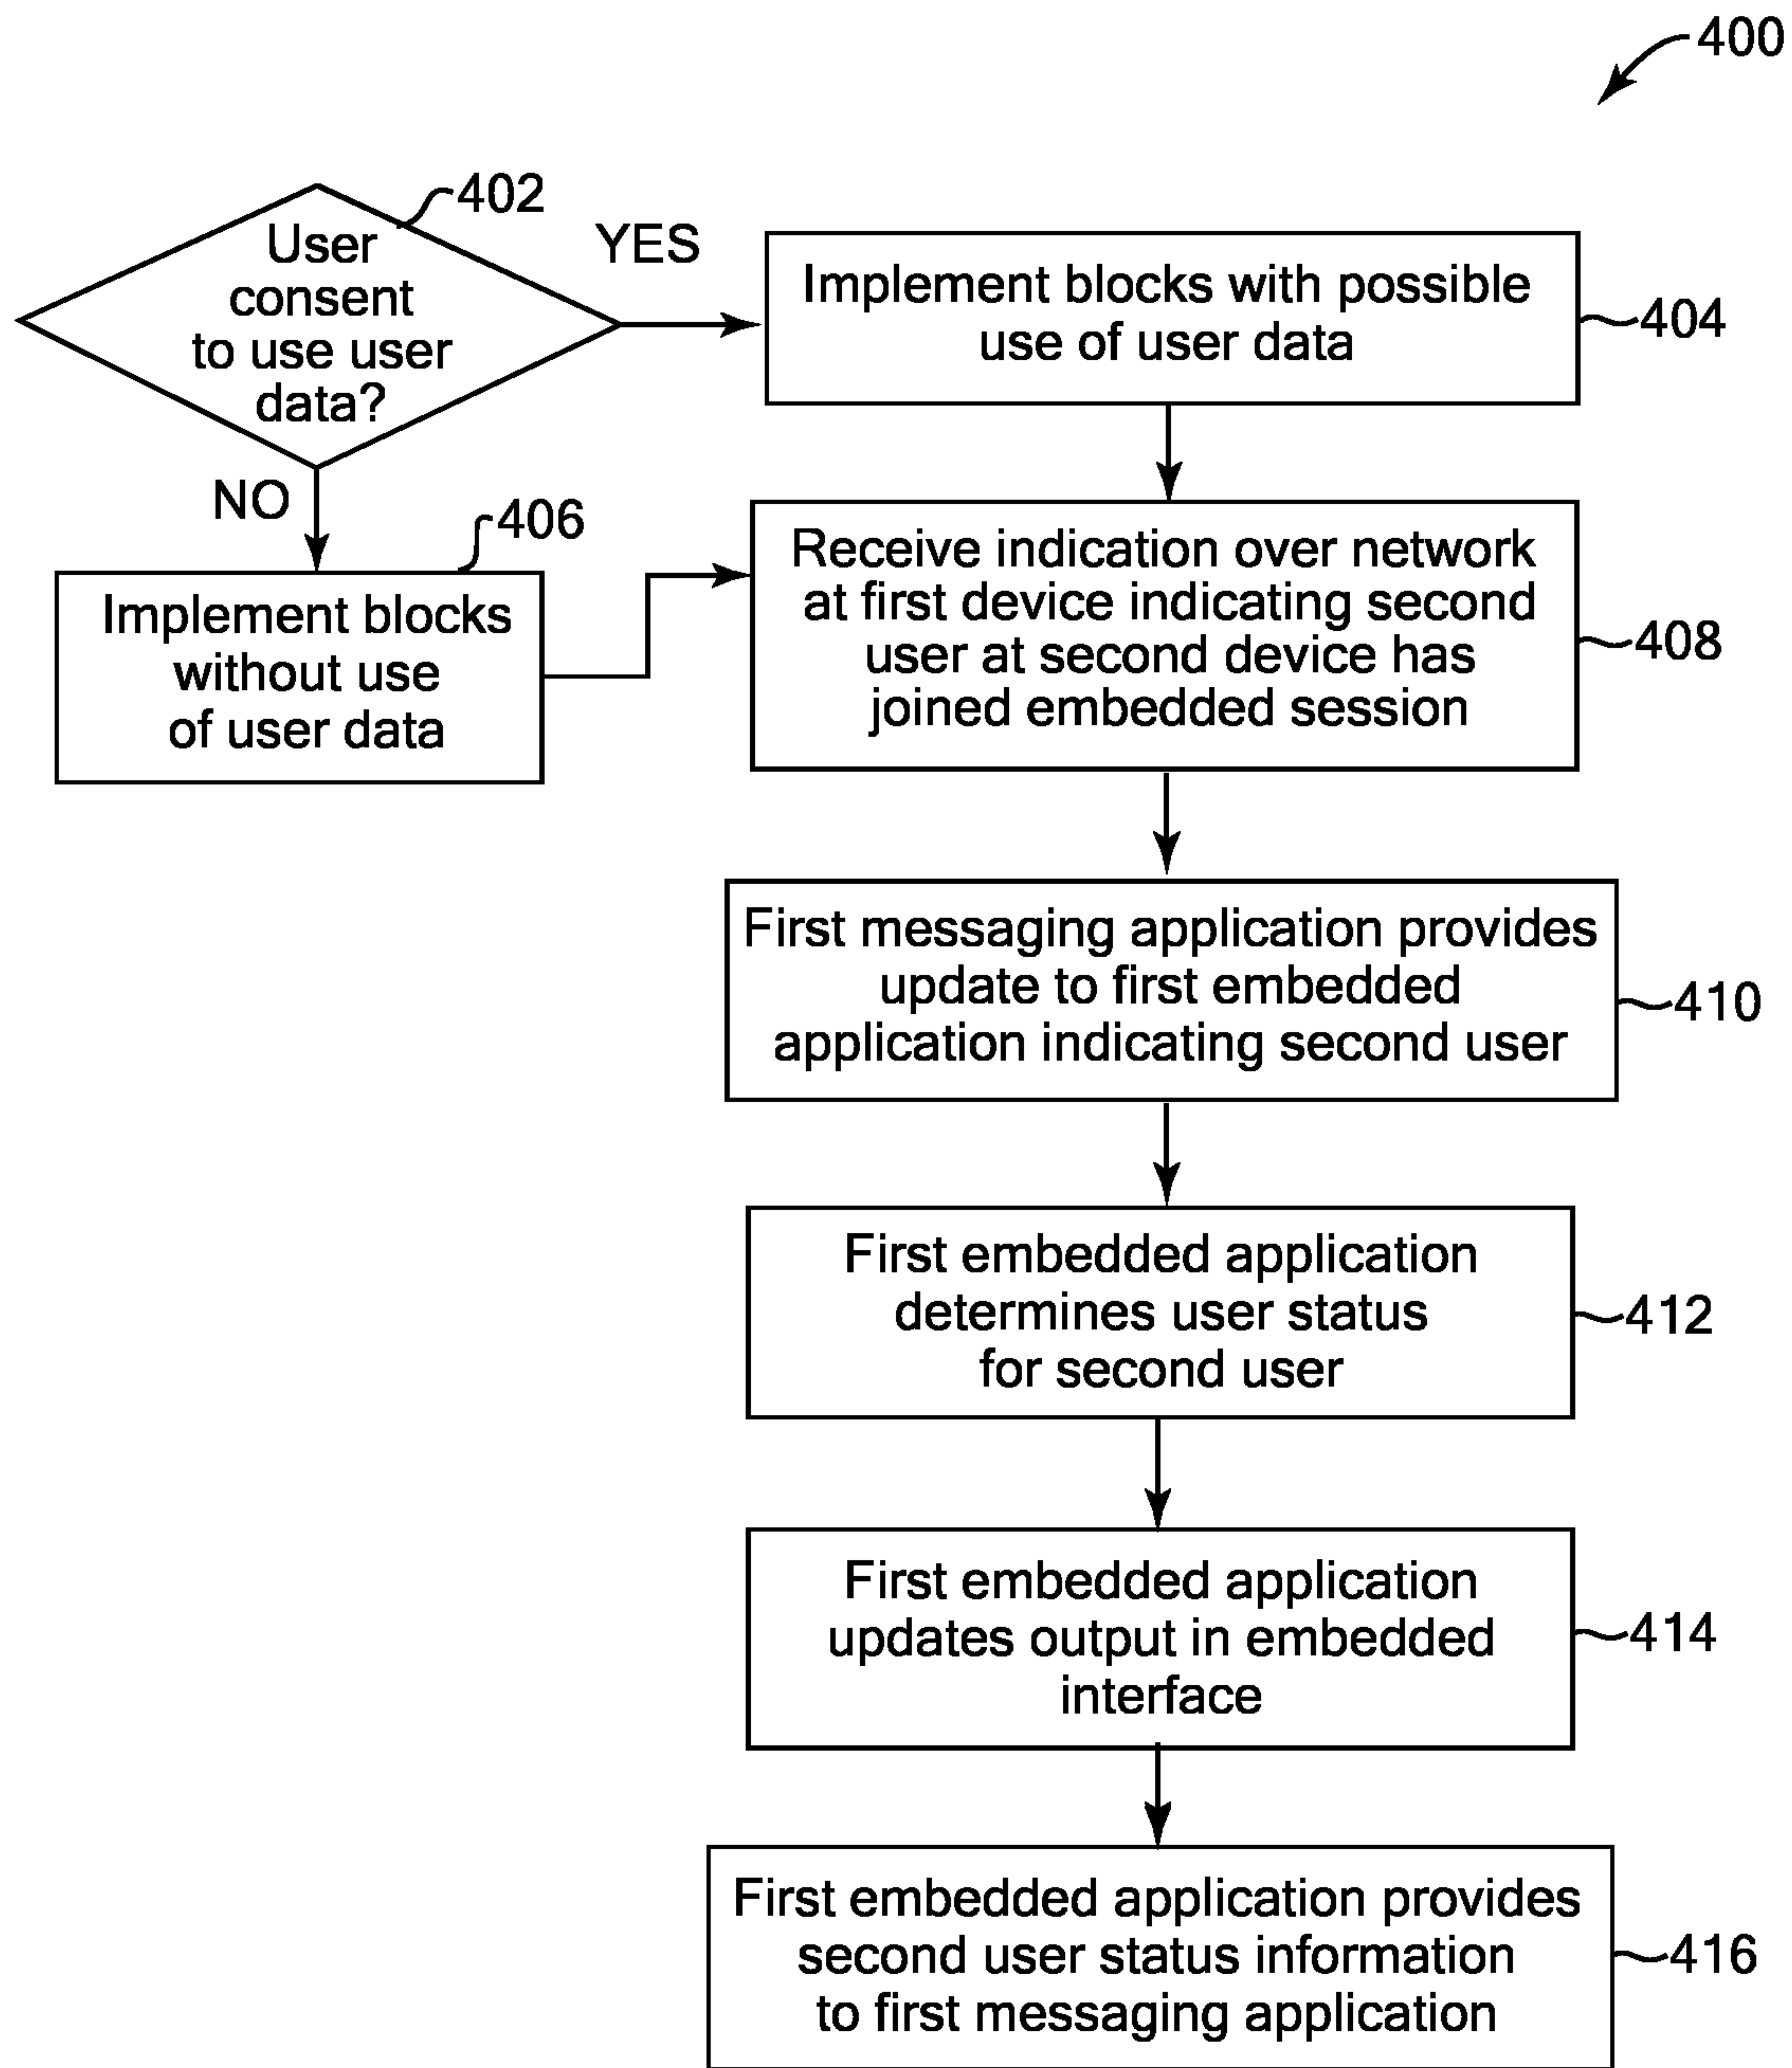 400
402
User
consent
to use user
data?
YES
NO
Implement blocks with possible
use of user data
404
406
Implement blocks
without use
of user data
Receive indication over network
at first device indicating second
user at second device has
joined embedded session
408
First messaging application provides
update to first embedded
application indicating second user
410
First embedded application
determines user status
for second user
412
First embedded application
updates output in embedded
interface
414
First embedded application provides
second user status information
to first messaging application
416